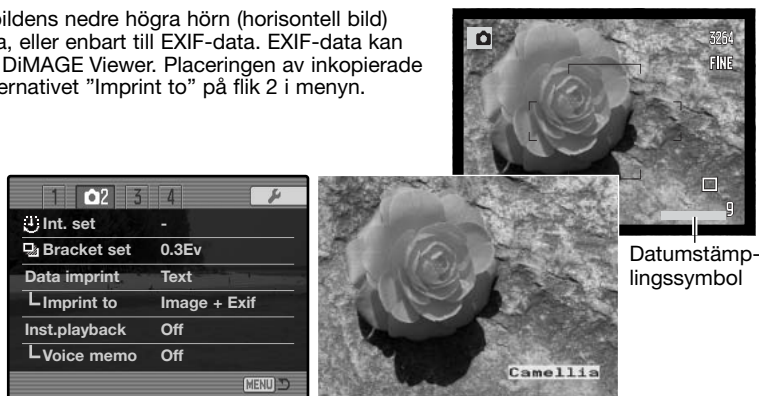 bildens nedre högra hörn (horisontell bild)
a, eller enbart till EXIF-data. EXIF-data kan
DiMAGE Viewer. Placeringen av inkopierade
ernativet ”Imprint to” på flik 2 i menyn.
3264
FINE
9
Datumstämp-
lingssymbol
1 2 3 4
Int. set -
Bracket set 0.3Ev
Data imprint Text
Imprint to Image + Exif
Inst.playback Off
Voice memo Off
MENU
Camellia